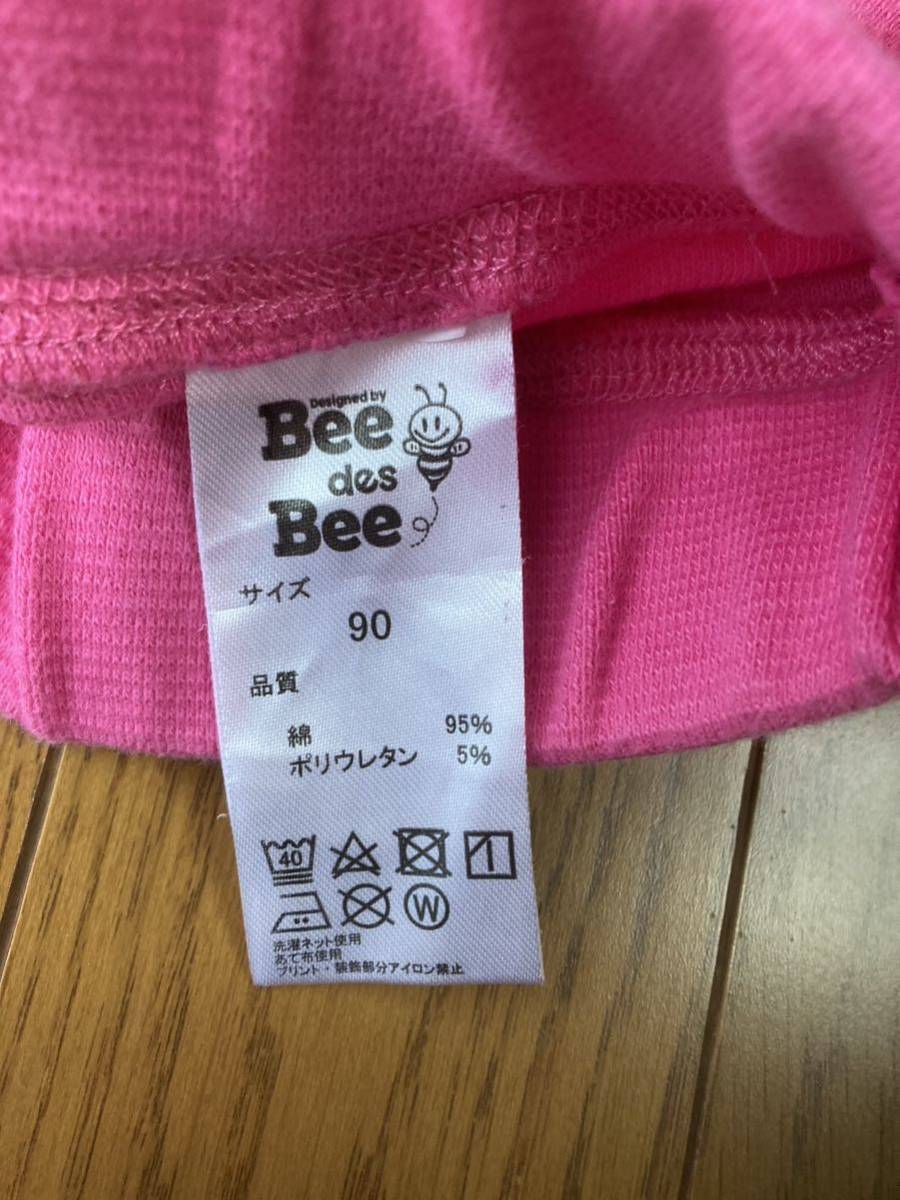 Designed by
Bee
des
Bee
サイズ
90
品質
綿 95%
ポリウレタン 5%
40
W
洗濯ネット使用
あて布使用
プリント・装飾部分アイロン禁止